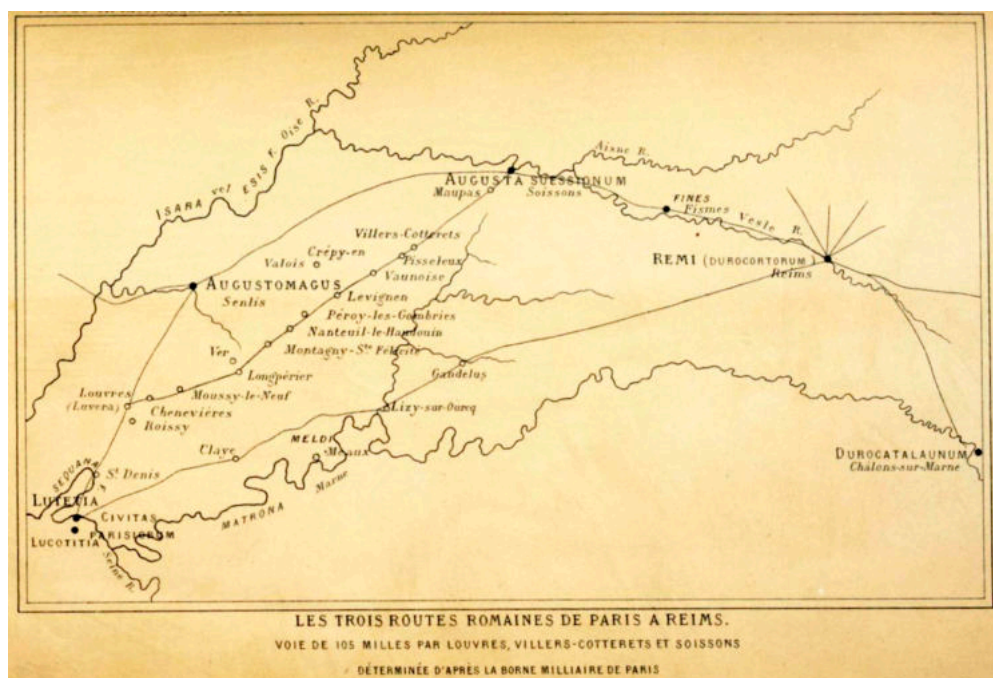 ISARA vel ESIS F. Oise R.
Aisne R.
AUGUSTA SUESSIONUM
Maupas
Soissons
FINES
Fismes Vesle R.
Villers-Cotterets
Crépy-en
Valois
Pisseleux
Vaunoise
REMI (DUROCORTORUM)
Reims
AUGUSTOMAGUS
Senlis
Levignen
Péroy-les-Gombries
Nanteuil-le-Haudouin
Montagny-Ste Félicité
Ver
Longpérier
Gandelus
Louvres
(Luvera)
Moussy-le-Neuf
Chenevières
Roissy
Lizy-sur-Ourcq
MELDI
Claye
Meaux
Marne
DUROCATALAUNUM
Châlons-sur-Marne
SEQUANA
St Denis
LUTETIA
CIVITAS
PARISIORUM
MATRONA
LUCOTITIA
Seine R.
LES TROIS ROUTES ROMAINES DE PARIS A REIMS.
VOIE DE 105 MILLES PAR LOUVRES, VILLERS-COTTERETS ET SOISSONS
DÉTERMINÉE D'APRÈS LA BORNE MILLIAIRE DE PARIS